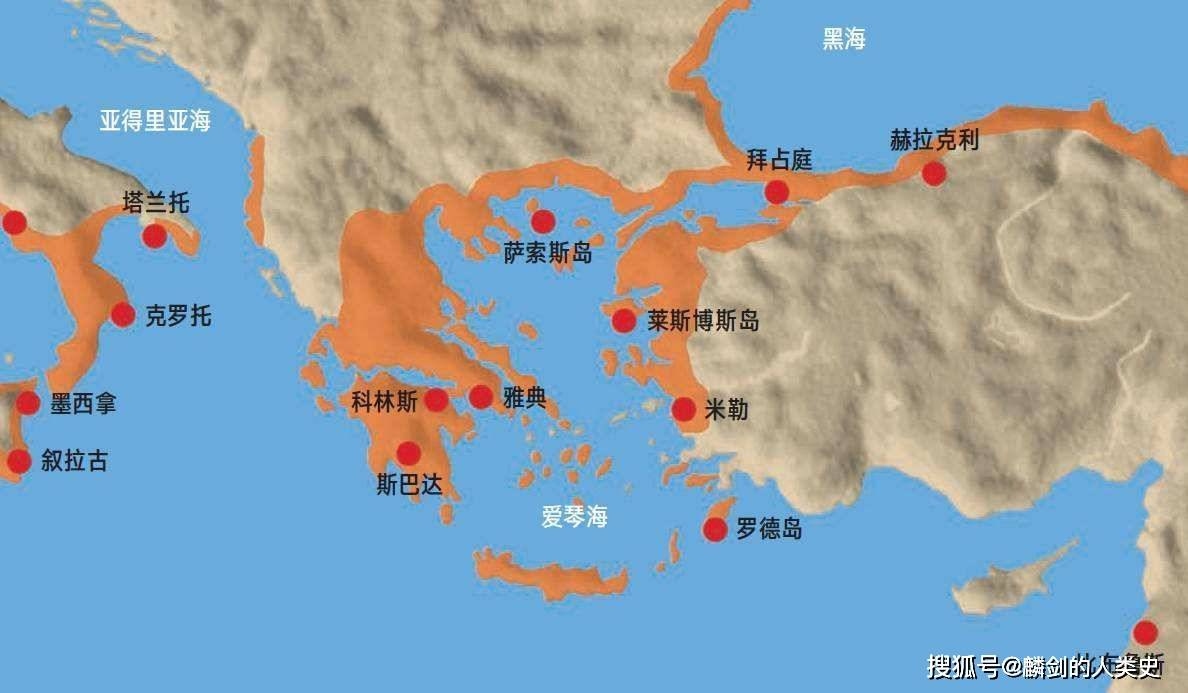 黑海
亚得里亚海
赫拉克利
拜占庭
塔兰托
萨索斯岛
克罗托
莱斯博斯岛
墨西拿
科林斯
雅典
米勒
叙拉古
斯巴达
爱琴海
罗德岛
搜狐号@麟剑的人类史